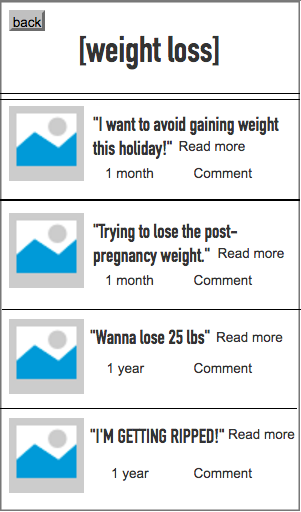 back
[weight loss]
"I want to avoid gaining weight
this holiday!" Read more
1 month Comment
"Trying to lose the post-
pregnancy weight." Read more
1 month Comment
"Wanna lose 25 lbs" Read more
1 year Comment
"I'M GETTING RIPPED!" Read more
1 year Comment